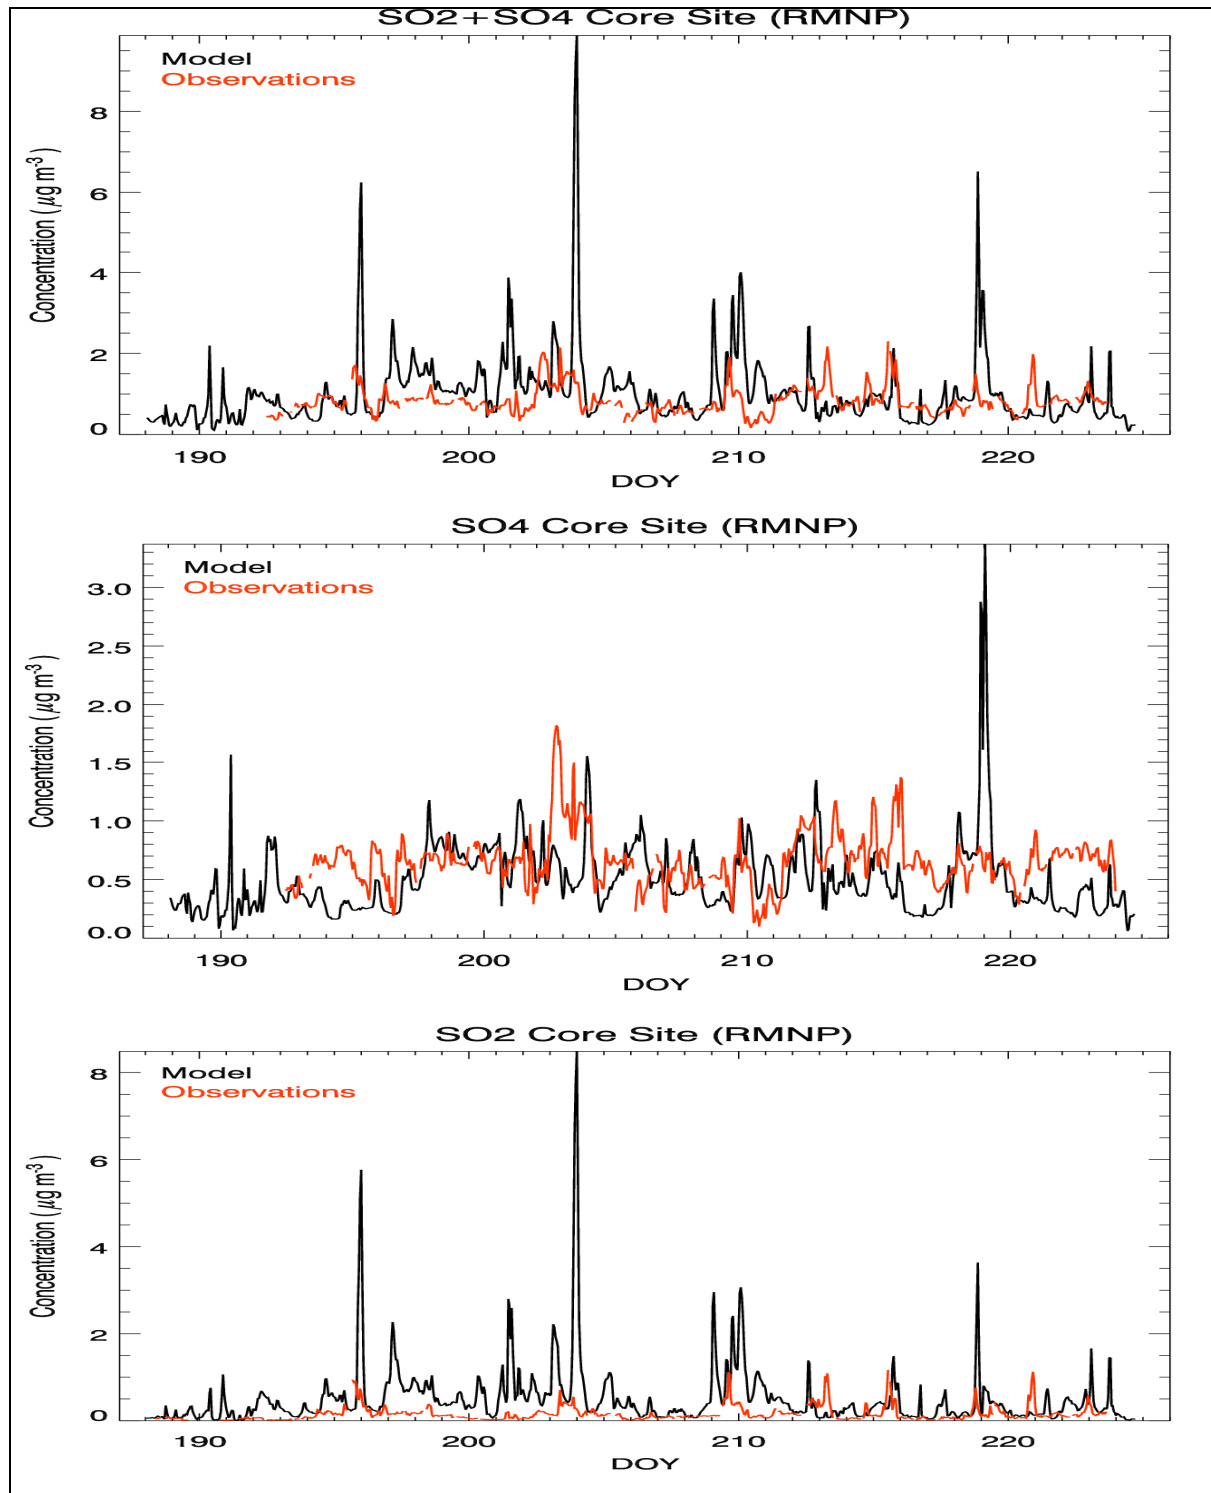 SO2+SO4 Core Site (RMNP)
Model
Observations
8
6
4
2
0
Concentration (μg m-3)
190 200 210 220
DOY
SO4 Core Site (RMNP)
Model
Observations
3.0
2.5
2.0
1.5
1.0
0.5
0.0
Concentration (μg m-3)
190 200 210 220
DOY
SO2 Core Site (RMNP)
Model
Observations
8
6
4
2
0
Concentration (μg m-3)
190 200 210 220
DOY